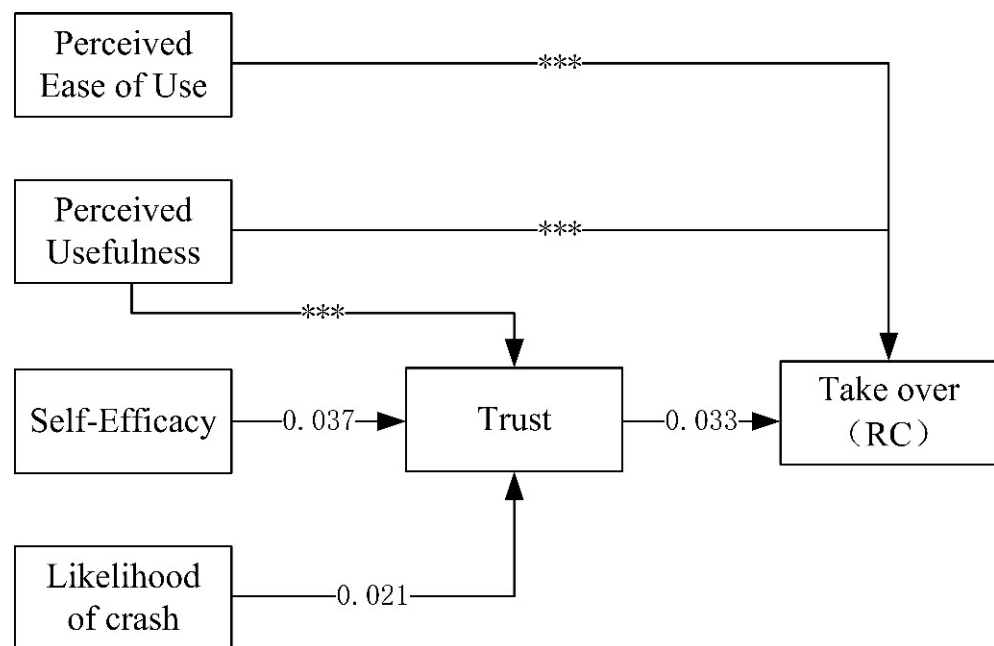 Perceived
Ease of Use
***
Perceived
Usefulness
***
***
Self-Efficacy
0.037
Trust
0.033
Take over
（RC）
Likelihood
of crash
0.021